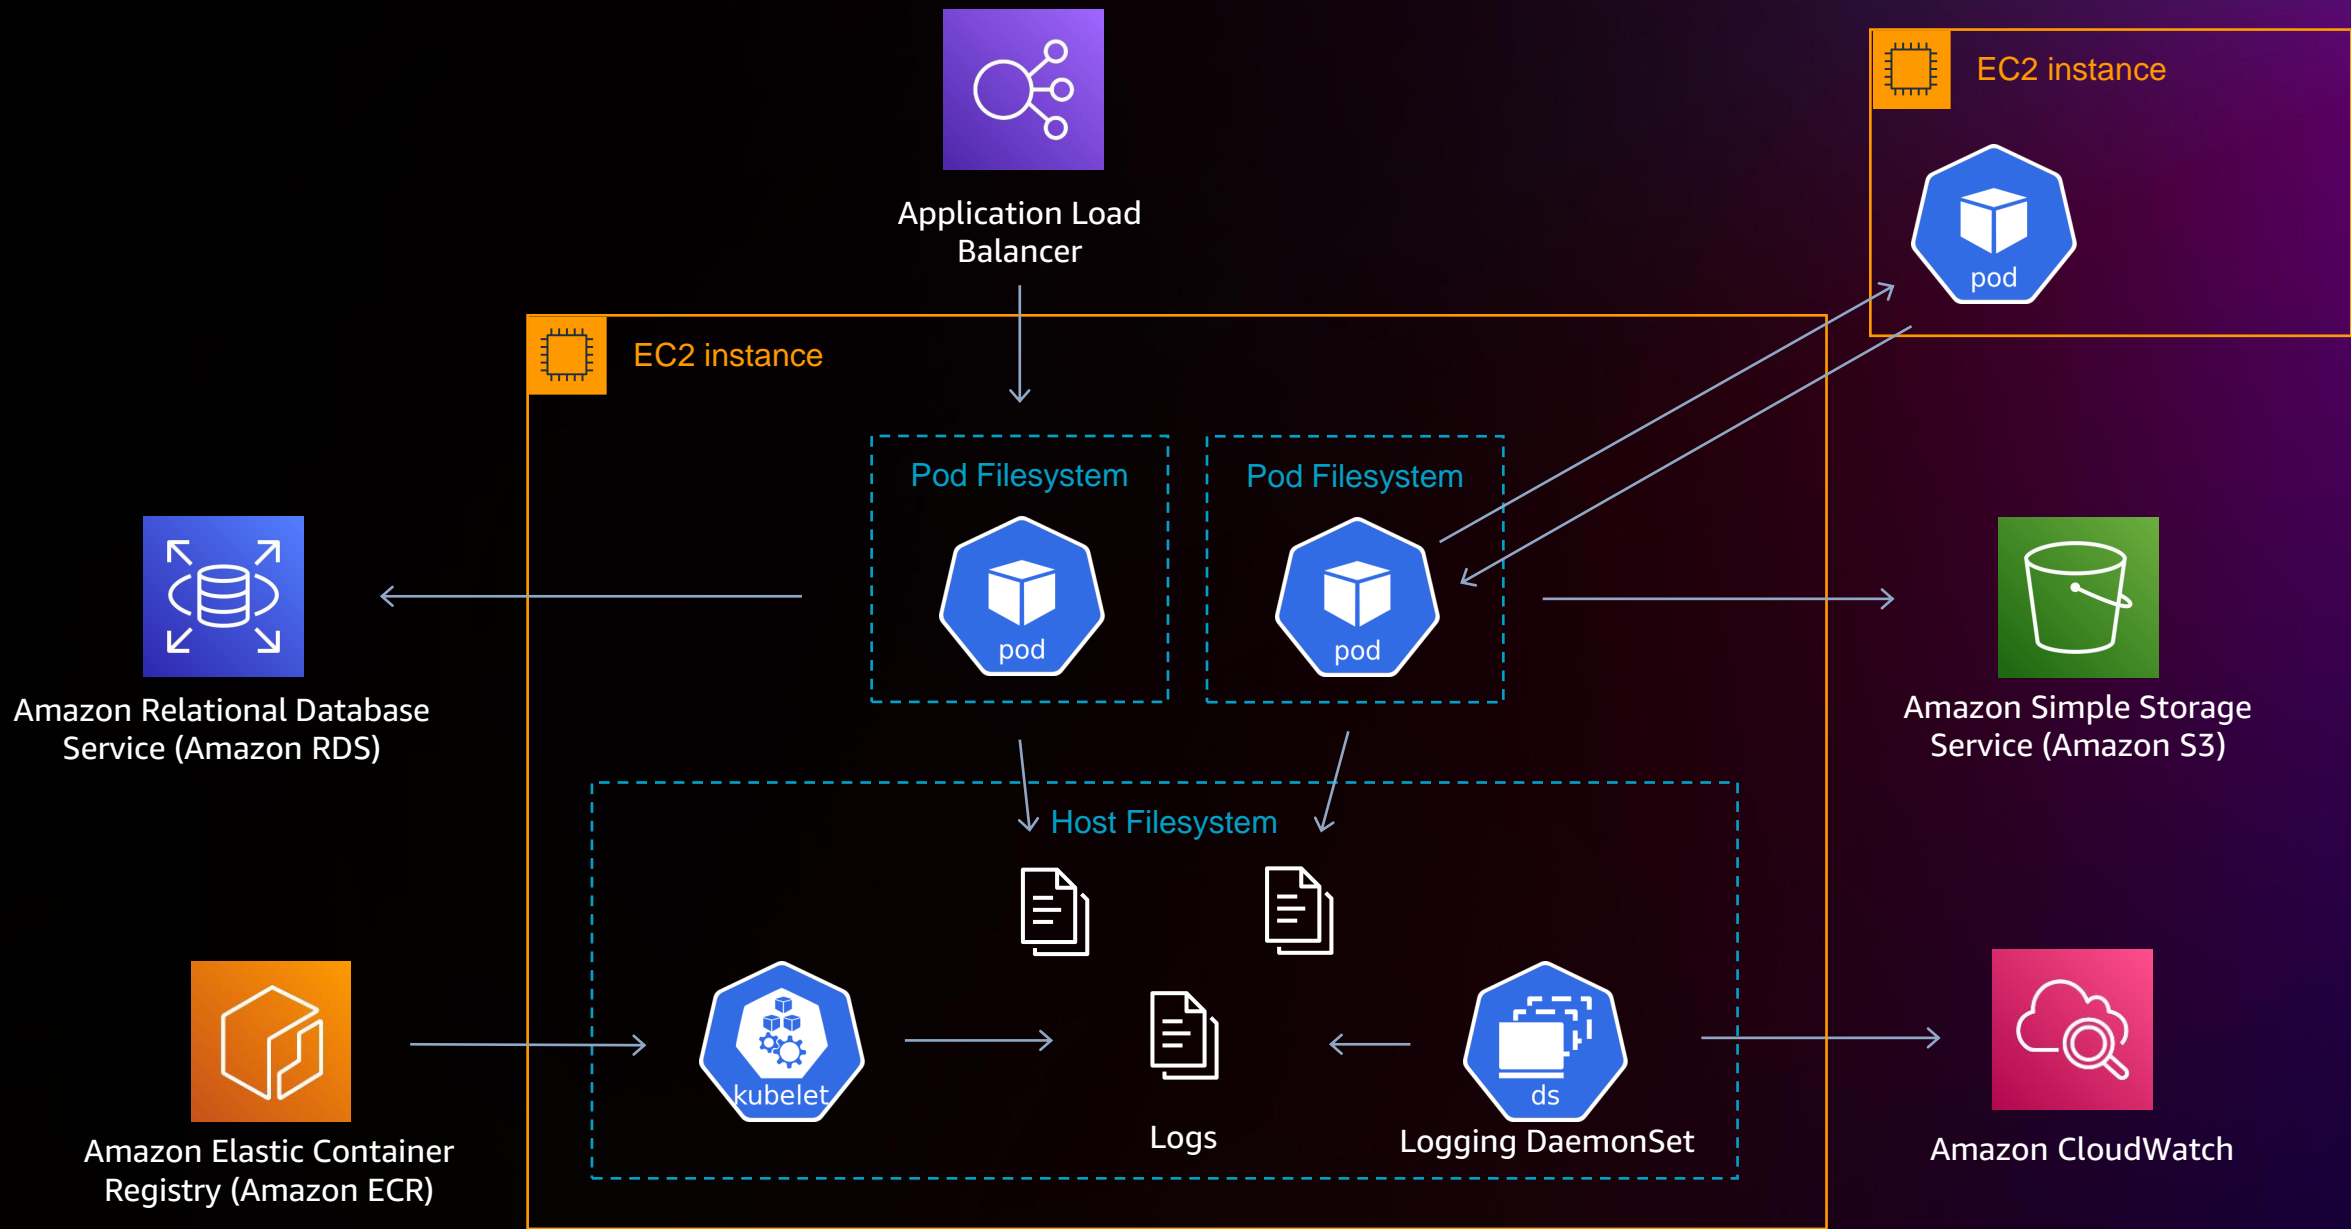 Application Load
Balancer
EC2 instance
pod
EC2 instance
Pod Filesystem
pod
Pod Filesystem
pod
Amazon Relational Database
Service (Amazon RDS)
Amazon Simple Storage
Service (Amazon S3)
Host Filesystem
kubelet
Logs
ds
Logging DaemonSet
Amazon Elastic Container
Registry (Amazon ECR)
Amazon CloudWatch